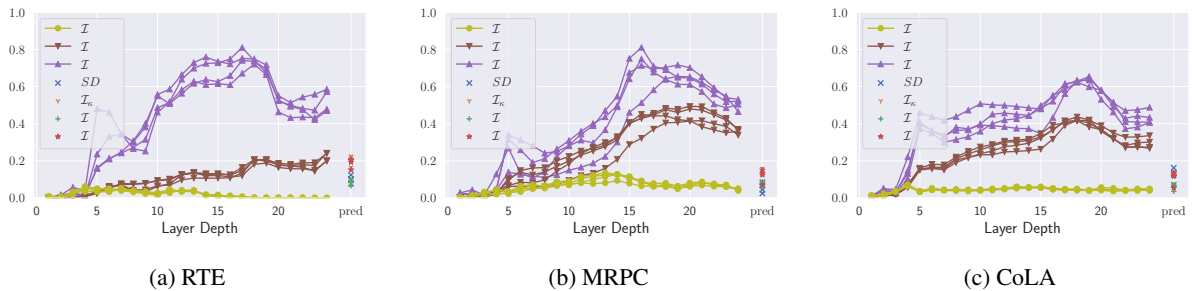 1.0
0.8
0.6
0.4
0.2
0.0
ℐ
ℐ
ℐ
SD
ℐκ
ℐ
ℐ
0 5 10 15 20 pred
Layer Depth
(a) RTE
1.0
0.8
0.6
0.4
0.2
0.0
ℐ
ℐ
ℐ
SD
ℐκ
ℐ
ℐ
0 5 10 15 20 pred
Layer Depth
(b) MRPC
1.0
0.8
0.6
0.4
0.2
0.0
ℐ
ℐ
ℐ
SD
ℐκ
ℐ
ℐ
0 5 10 15 20 pred
Layer Depth
(c) CoLA